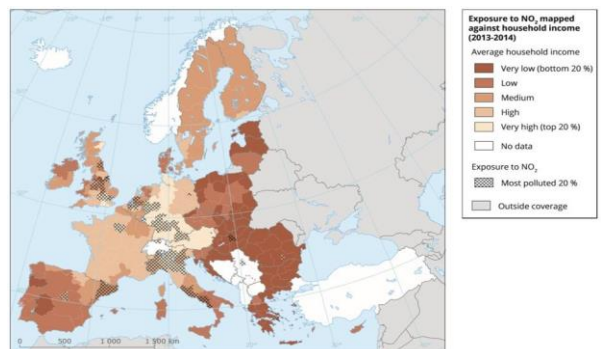 Exposure to NO₂ mapped
against household income
(2013-2014)
Average household income
Very low (bottom 20 %)
Low
Medium
High
Very high (top 20 %)
No data
Exposure to NO₂
Most polluted 20 %
Outside coverage
0 500 1 000 1 500 km